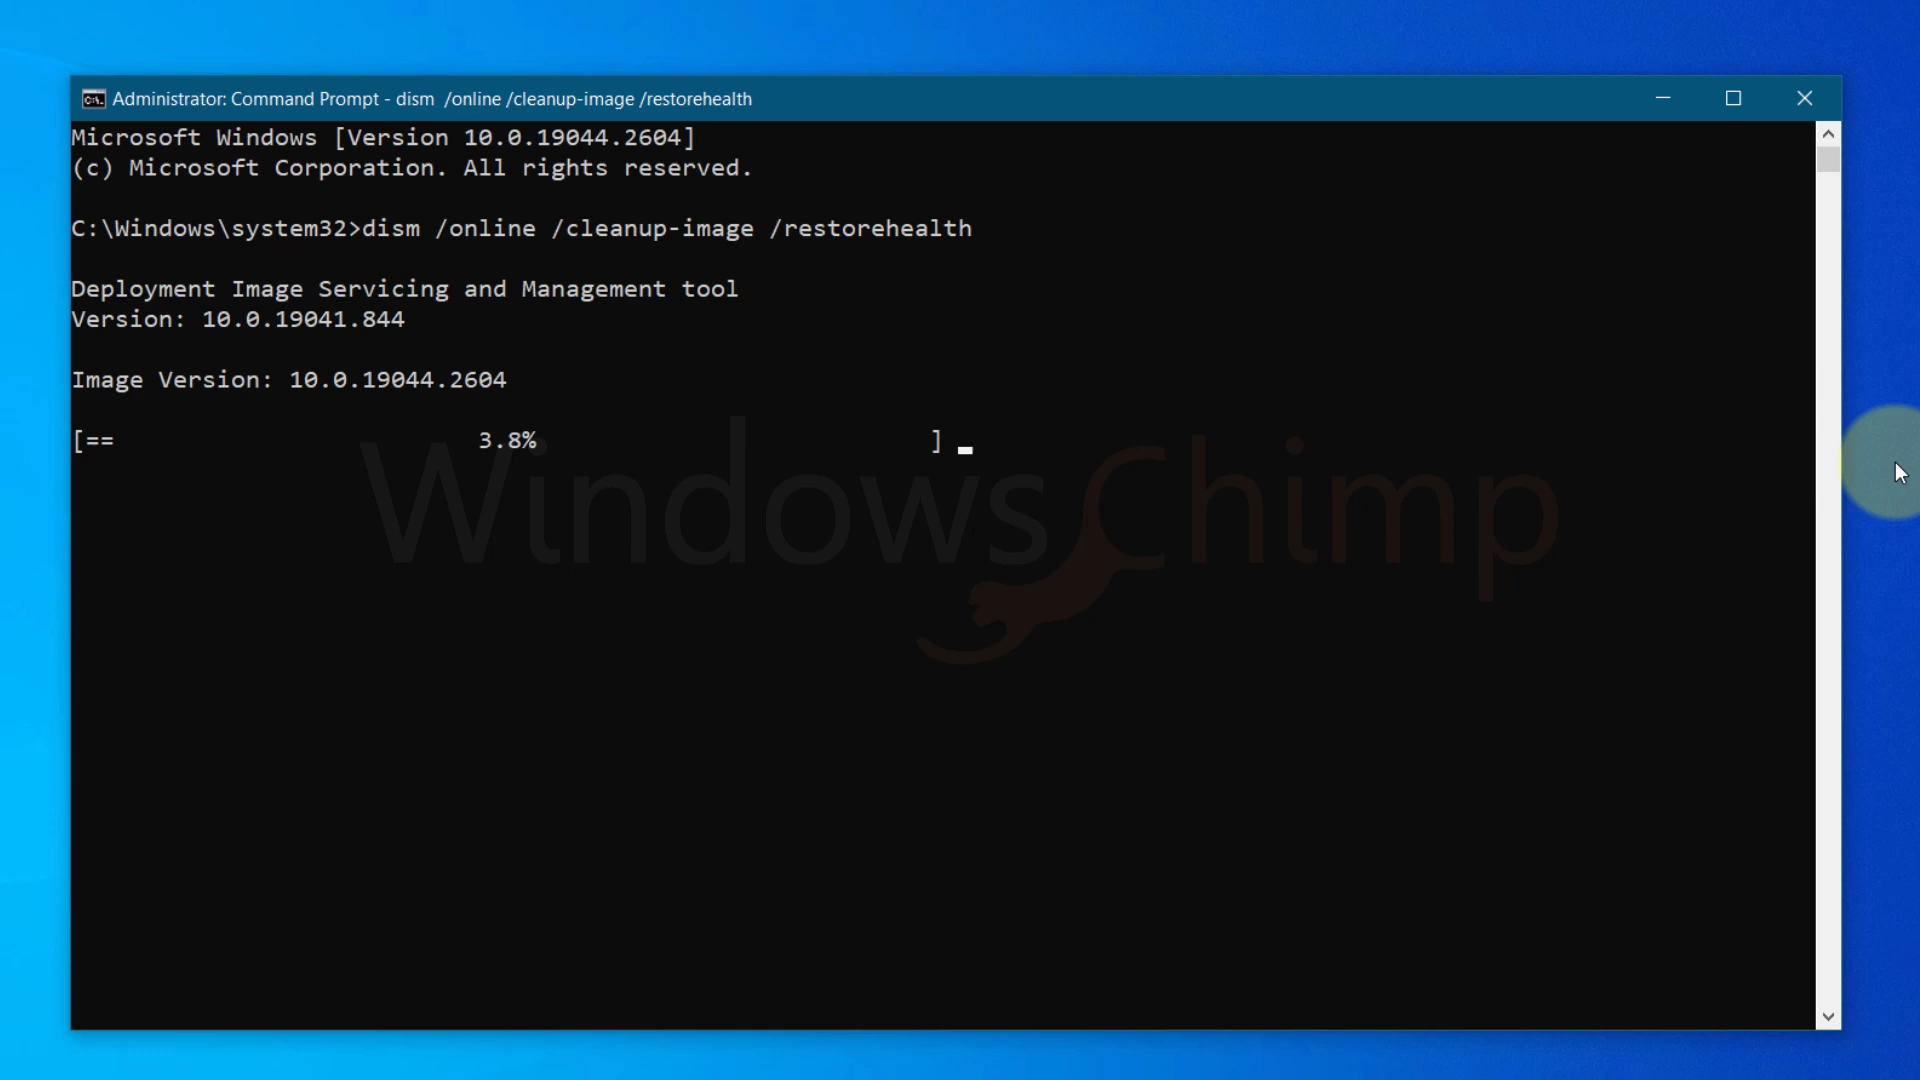 Administrator: Command Prompt - dism  /online /cleanup-image /restorehealth
Microsoft Windows [Version 10.0.19044.2604]
(c) Microsoft Corporation. All rights reserved.
C:\Windows\system32>dism /online /cleanup-image /restorehealth
Deployment Image Servicing and Management tool
Version: 10.0.19041.844
Image Version: 10.0.19044.2604
[==                          3.8%                           ]
WindowsChimp